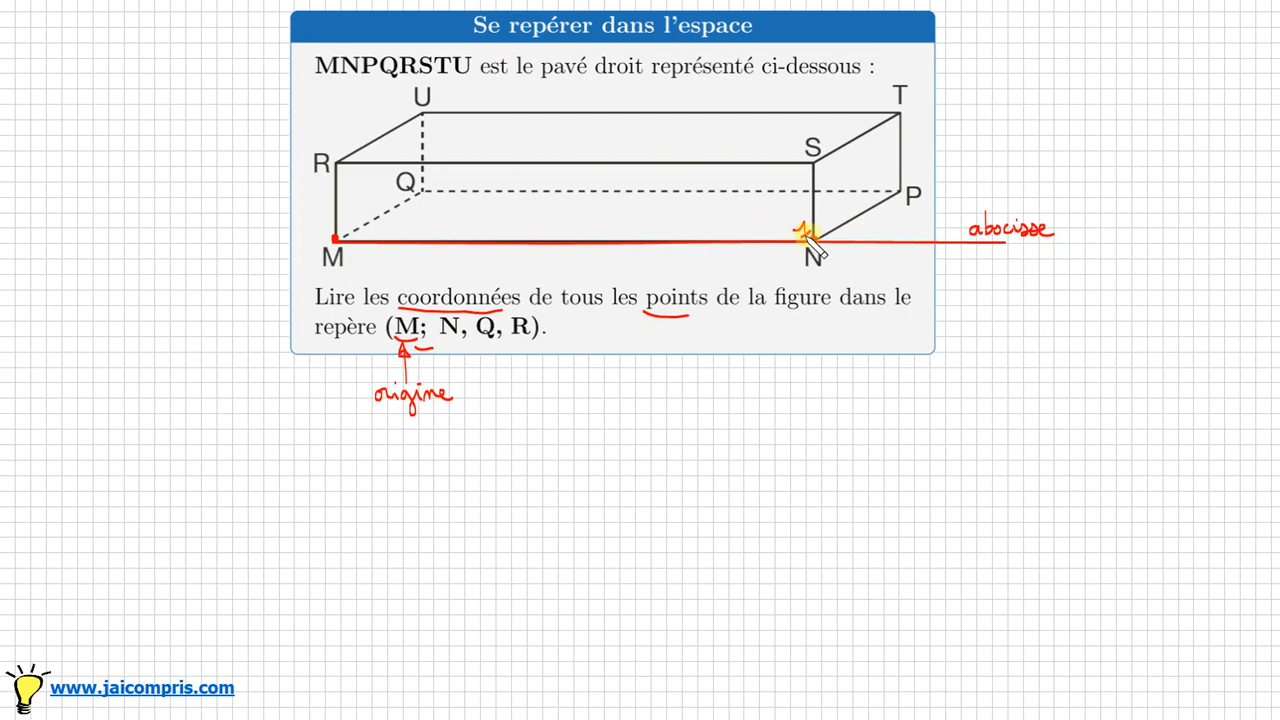 Se repérer dans l'espace
MNPQRSTU est le pavé droit représenté ci-dessous :
U
T
R
S
Q
P
abocisse
1
M
N
Lire les coordonnées de tous les points de la figure dans le
repère (M; N, Q, R).
origine
www.jaicompris.com